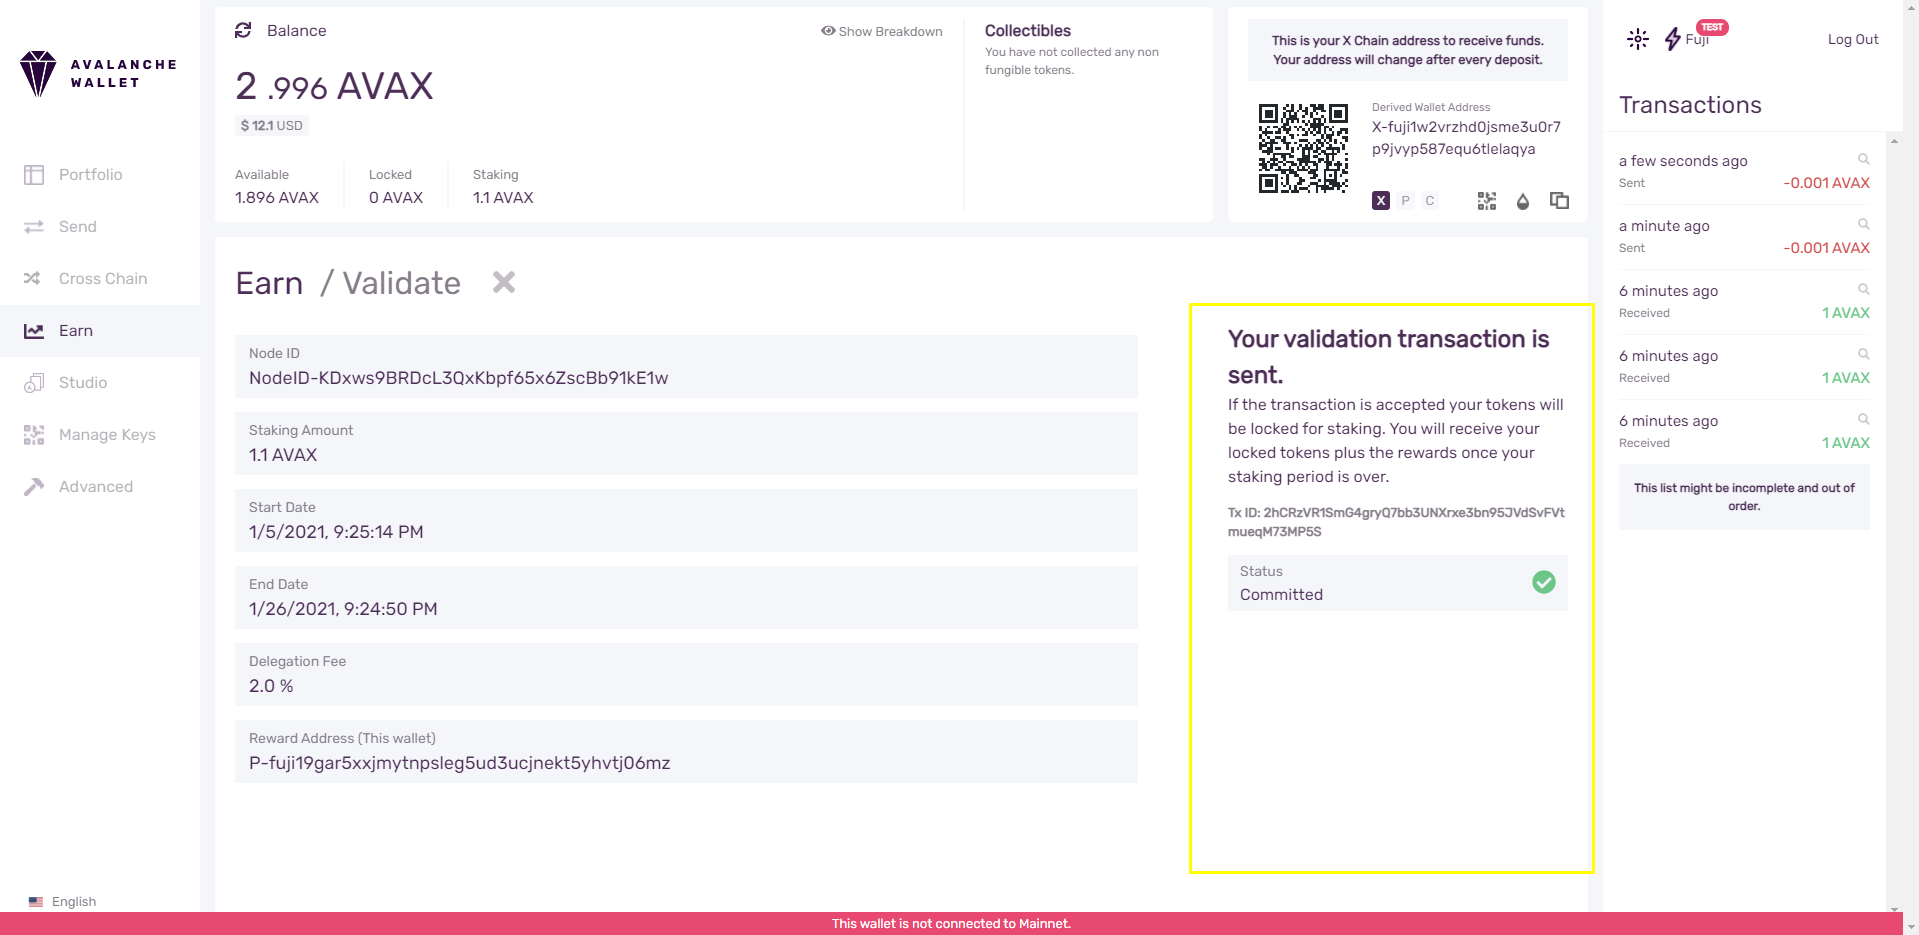 AVALANCHE
WALLET
Portfolio
Send
Cross Chain
Earn
Studio
Manage Keys
Advanced
English
Balance
Show Breakdown
2 .996 AVAX
$ 12.1 USD
Available
1.896 AVAX
Locked
0 AVAX
Staking
1.1 AVAX
Collectibles
You have not collected any non
fungible tokens.
This is your X Chain address to receive funds.
Your address will change after every deposit.
Derived Wallet Address
X-fuji1w2vrzhd0jsme3u0r7
p9jvyp587equ6tlelaqya
X P C
Earn / Validate
Node ID
NodeID-KDxws9BRDcL3QxKbpf65x6ZscBb91kE1w
Staking Amount
1.1 AVAX
Start Date
1/5/2021, 9:25:14 PM
End Date
1/26/2021, 9:24:50 PM
Delegation Fee
2.0 %
Reward Address (This wallet)
P-fuji19gar5xxjmytnpsleg5ud3ucjnekt5yhvtj06mz
Your validation transaction is
sent.
If the transaction is accepted your tokens will
be locked for staking. You will receive your
locked tokens plus the rewards once your
staking period is over.
Tx ID: 2hCRzVR1SmG4gryQ7bb3UNXrxe3bn95JVdSvFVt
mueqM73MP5S
Status
Committed
TEST
Fuji
Log Out
Transactions
a few seconds ago
Sent -0.001 AVAX
a minute ago
Sent -0.001 AVAX
6 minutes ago
Received 1 AVAX
6 minutes ago
Received 1 AVAX
6 minutes ago
Received 1 AVAX
This list might be incomplete and out of
order.
This wallet is not connected to Mainnet.